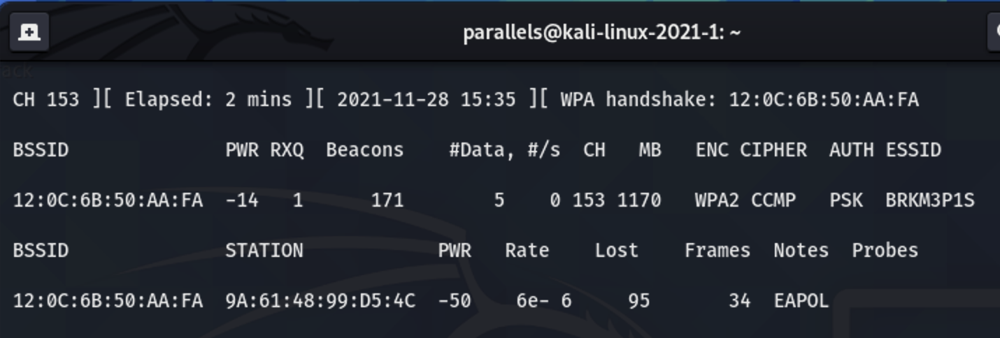 parallels@kali-linux-2021-1: ~
ack
CH 153 ][ Elapsed: 2 mins ][ 2021-11-28 15:35 ][ WPA handshake: 12:0C:6B:50:AA:FA
BSSID PWR RXQ Beacons #Data, #/s CH MB ENC CIPHER AUTH ESSID
12:0C:6B:50:AA:FA -14 1 171 5 0 153 1170 WPA2 CCMP PSK BRKM3P1S
BSSID STATION PWR Rate Lost Frames Notes Probes
12:0C:6B:50:AA:FA 9A:61:48:99:D5:4C -50 6e- 6 95 34 EAPOL